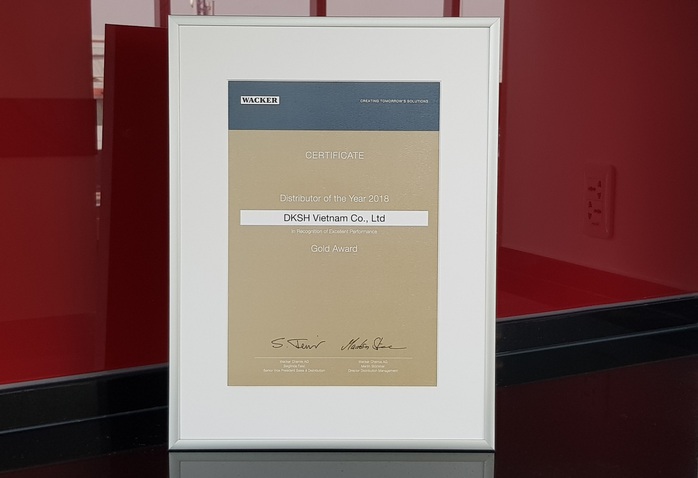 WACKER
CREATING TOMORROW'S SOLUTIONS
CERTIFICATE
Distributor of the Year 2018
DKSH Vietnam Co., Ltd
In Recognition of Excellent Performance
Gold Award